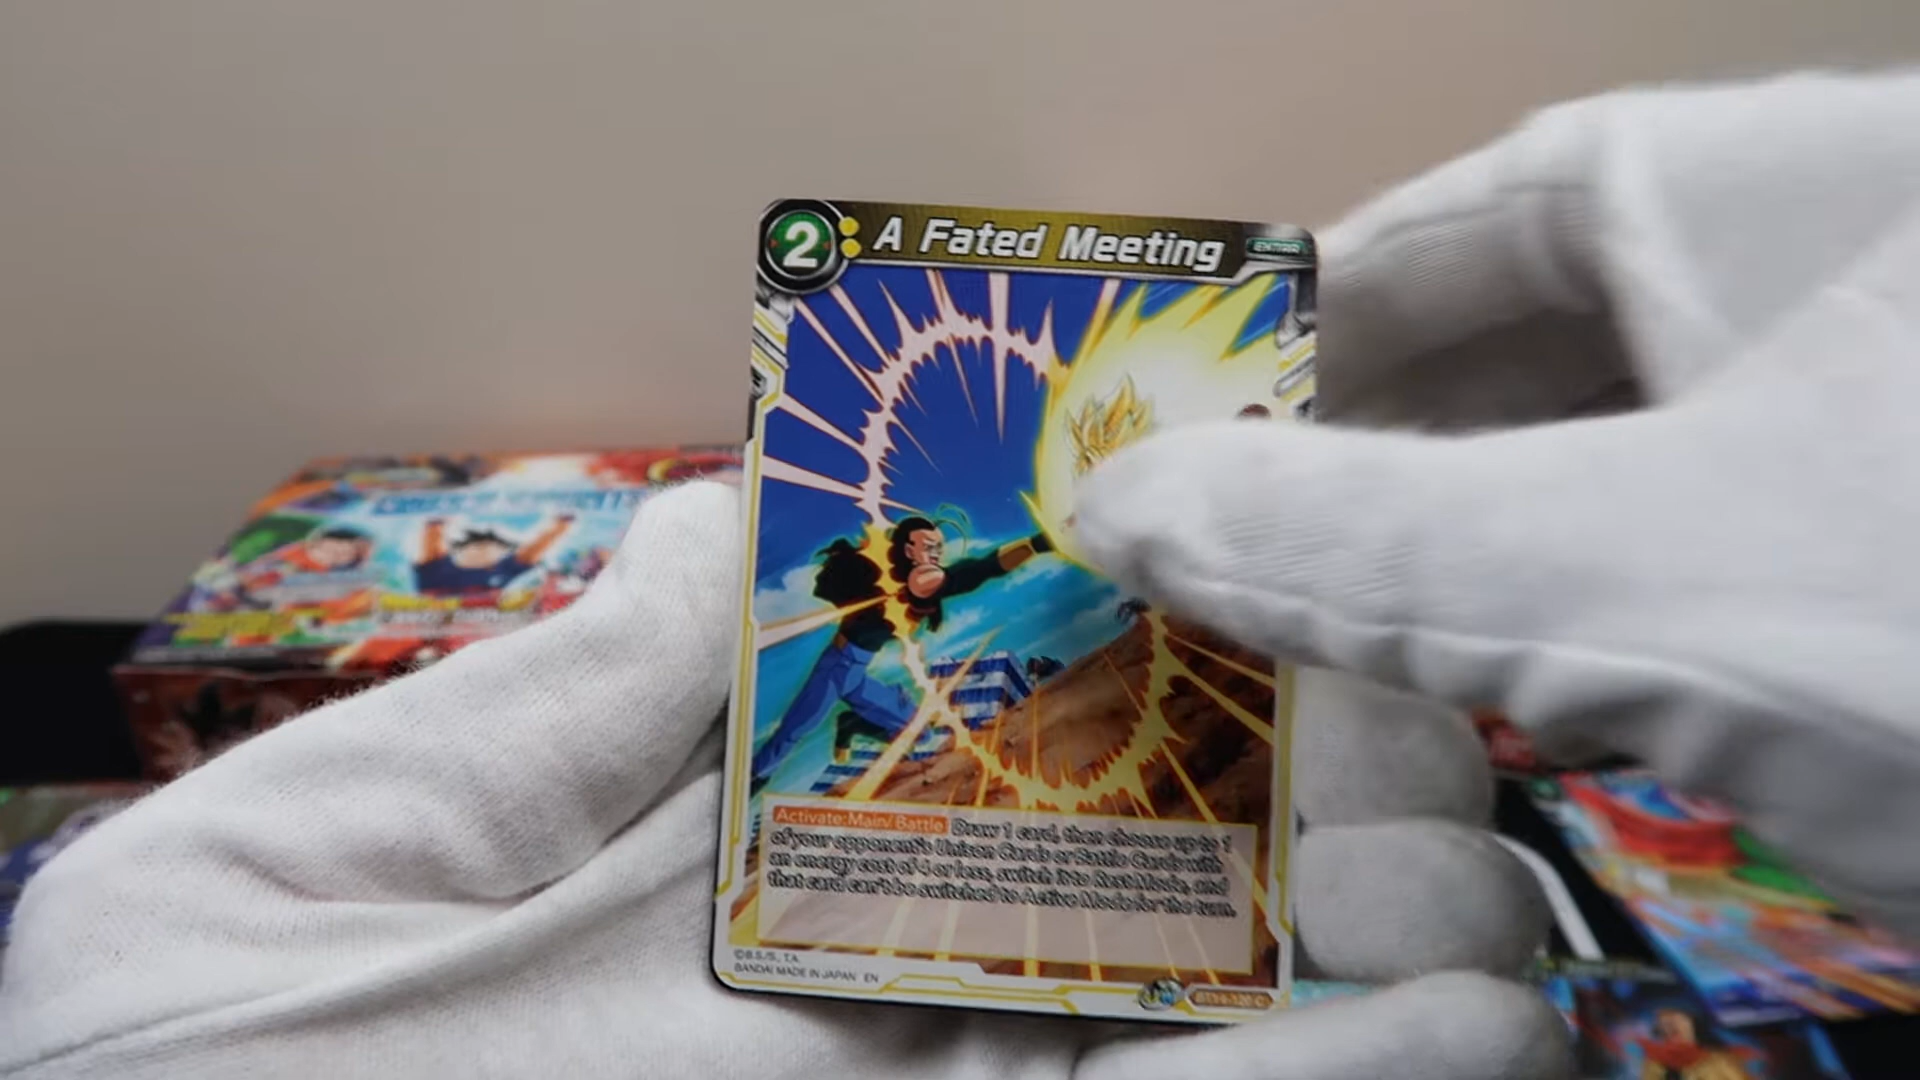 2
A Fated Meeting
EXTRA
Activate:Main/Battle Draw 1 card, then choose up to 1
of your opponent's Unison Cards or Battle Cards with
an energy cost of 4 or less, switch it to Rest Mode, and
that card can't be switched to Active Mode for the turn.
©B.S./S., T.A.
BANDAI MADE IN JAPAN EN